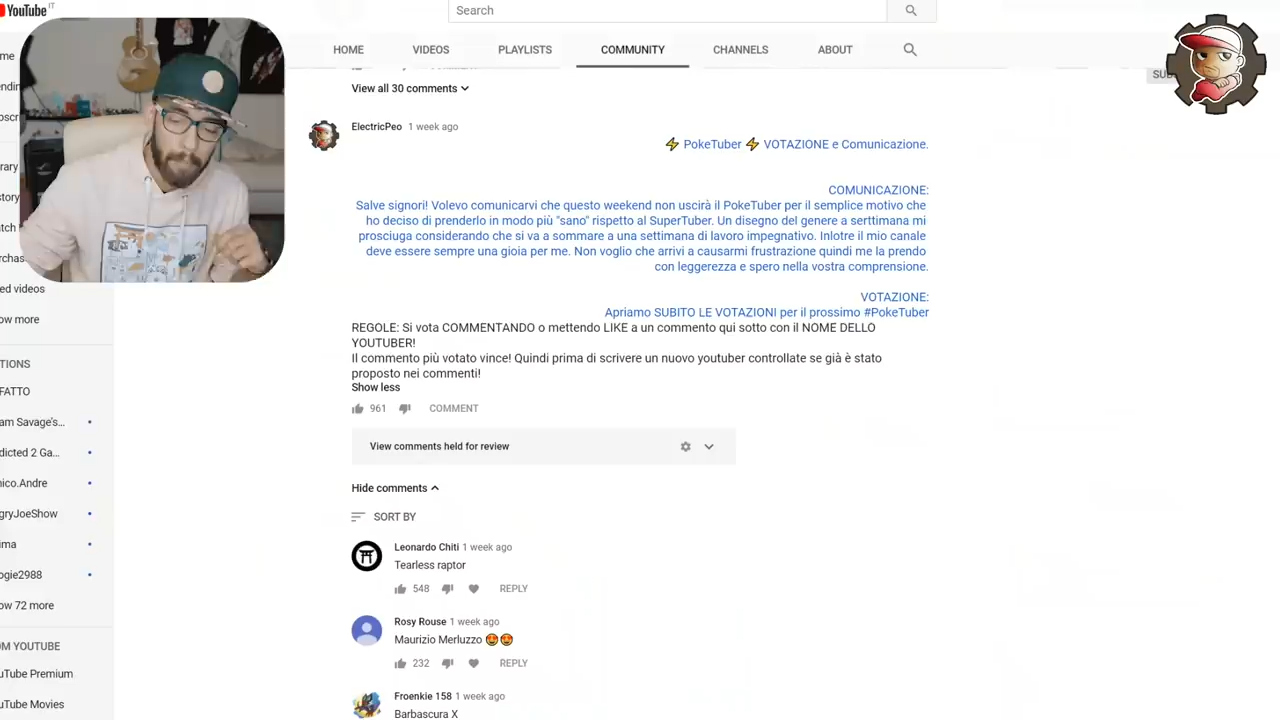 YouTube IT
Search
me
HOME
VIDEOS
PLAYLISTS
COMMUNITY
CHANNELS
ABOUT
SUB
View all 30 comments
ElectricPeo 1 week ago
⚡ PokeTuber ⚡ VOTAZIONE e Comunicazione.
COMUNICAZIONE:
Salve signori! Volevo comunicarvi che questo weekend non uscirà il PokeTuber per il semplice motivo che
ho deciso di prenderlo in modo più "sano" rispetto al SuperTuber. Un disegno del genere a serttimana mi
prosciuga considerando che si va a sommare a una settimana di lavoro impegnativo. Inlotre il mio canale
deve essere sempre una gioia per me. Non voglio che arrivi a causarmi frustrazione quindi me la prendo
con leggerezza e spero nella vostra comprensione.
VOTAZIONE:
Apriamo SUBITO LE VOTAZIONI per il prossimo #PokeTuber
REGOLE: Si vota COMMENTANDO o mettendo LIKE a un commento qui sotto con il NOME DELLO
YOUTUBER!
Il commento più votato vince! Quindi prima di scrivere un nuovo youtuber controllate se già è stato
proposto nei commenti!
Show less
961
COMMENT
View comments held for review
Hide comments
SORT BY
Leonardo Chiti 1 week ago
Tearless raptor
548
REPLY
Rosy Rouse 1 week ago
Maurizio Merluzzo 😍😍
232
REPLY
Froenkie 158 1 week ago
Barbascura X
ed videos
ow more
TIONS
FATTO
am Savage's...
dicted 2 Ga...
nico.Andre
gryJoeShow
ima
ogie2988
ow 72 more
OM YOUTUBE
uTube Premium
uTube Movies